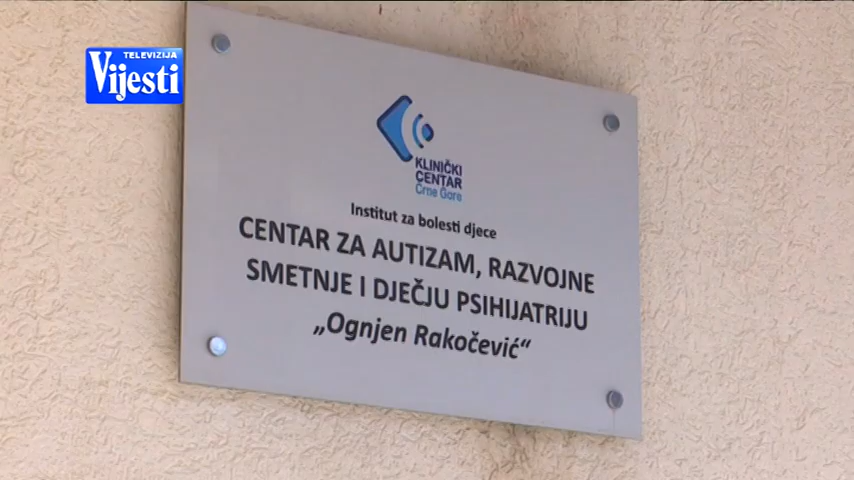 TELEVIZIJA
Vijesti
KLINIČKI
CENTAR
Crne Gore
Institut za bolesti djece
CENTAR ZA AUTIZAM, RAZVOJNE
SMETNJE I DJEČJU PSIHIJATRIJU
„Ognjen Rakočević“